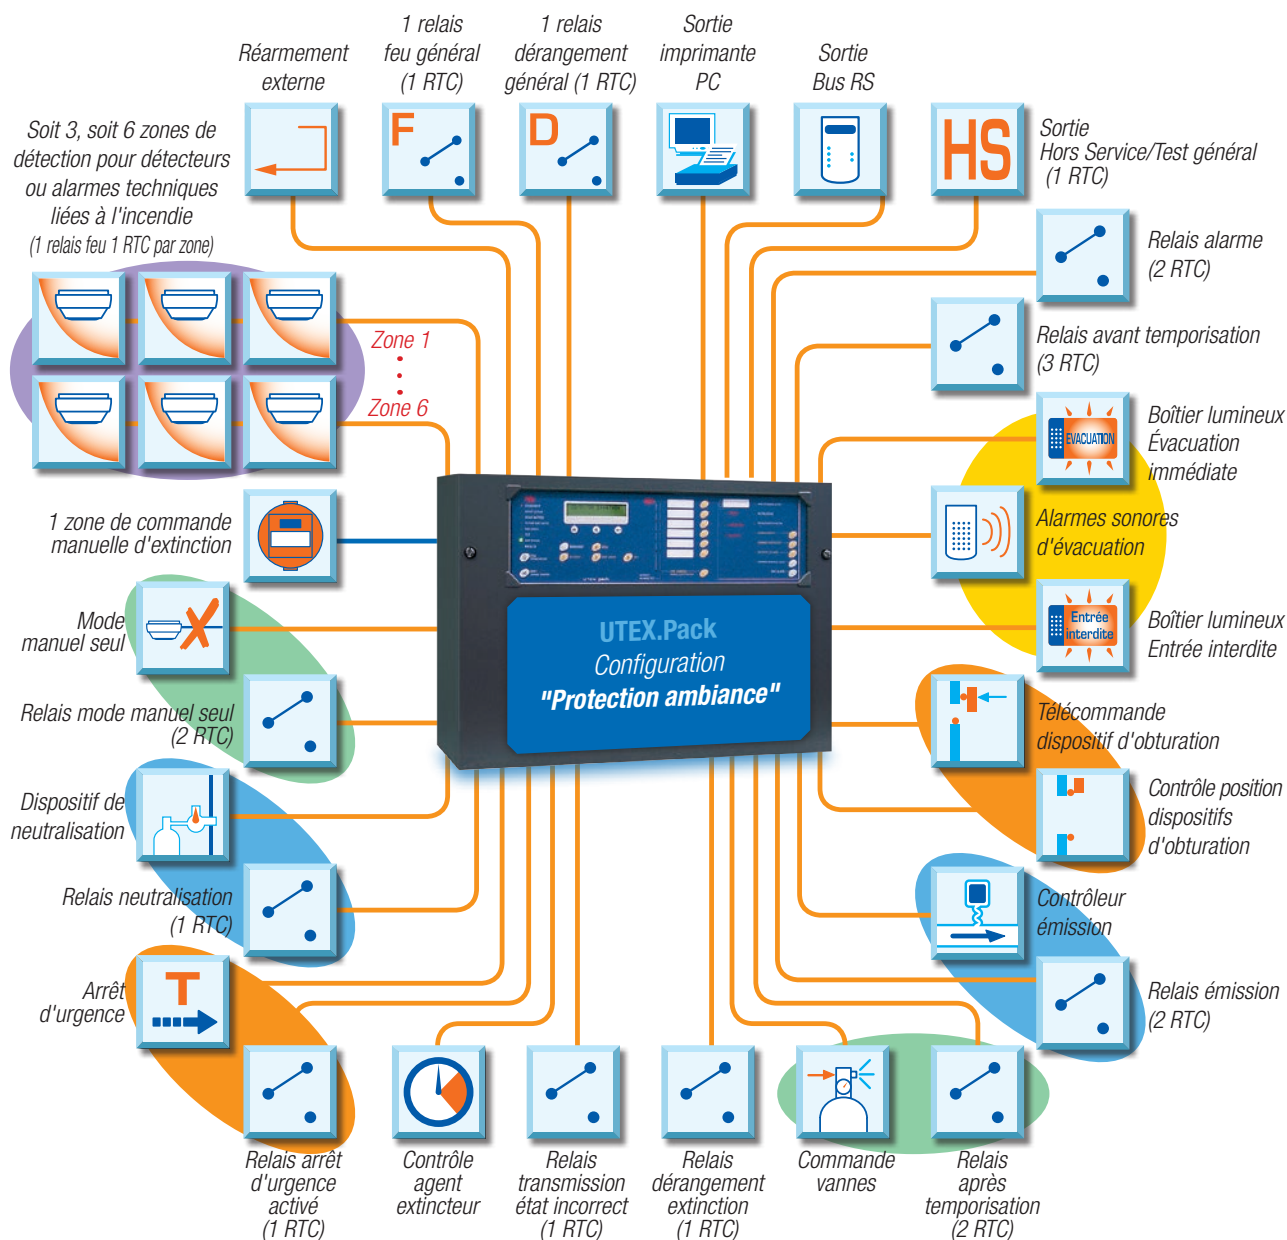 Réarmement
externe
1 relais
feu général
(1 RTC)
1 relais
dérangement
général (1 RTC)
Sortie
imprimante
PC
Sortie
Bus RS
Sortie
Hors Service/Test général
(1 RTC)
F
D
HS
Soit 3, soit 6 zones de
détection pour détecteurs
ou alarmes techniques
liées à l'incendie
(1 relais feu 1 RTC par zone)
Relais alarme
(2 RTC)
Zone 1
Zone 6
Relais avant temporisation
(3 RTC)
EVACUATION
Boîtier lumineux
Évacuation
immédiate
1 zone de commande
manuelle d'extinction
Alarmes sonores
d'évacuation
Mode
manuel seul
Entrée
interdite
Boîtier lumineux
Entrée interdite
UTEX.Pack
Configuration
"Protection ambiance"
Relais mode manuel seul
(2 RTC)
Télécommande
dispositif d'obturation
Dispositif de
neutralisation
Contrôle position
dispositifs
d'obturation
Relais neutralisation
(1 RTC)
Contrôleur
émission
T
Arrêt
d'urgence
Relais émission
(2 RTC)
Relais arrêt
d'urgence
activé
(1 RTC)
Contrôle
agent
extincteur
Relais
transmission
état incorrect
(1 RTC)
Relais
dérangement
extinction
(1 RTC)
Commande
vannes
Relais
après
temporisation
(2 RTC)